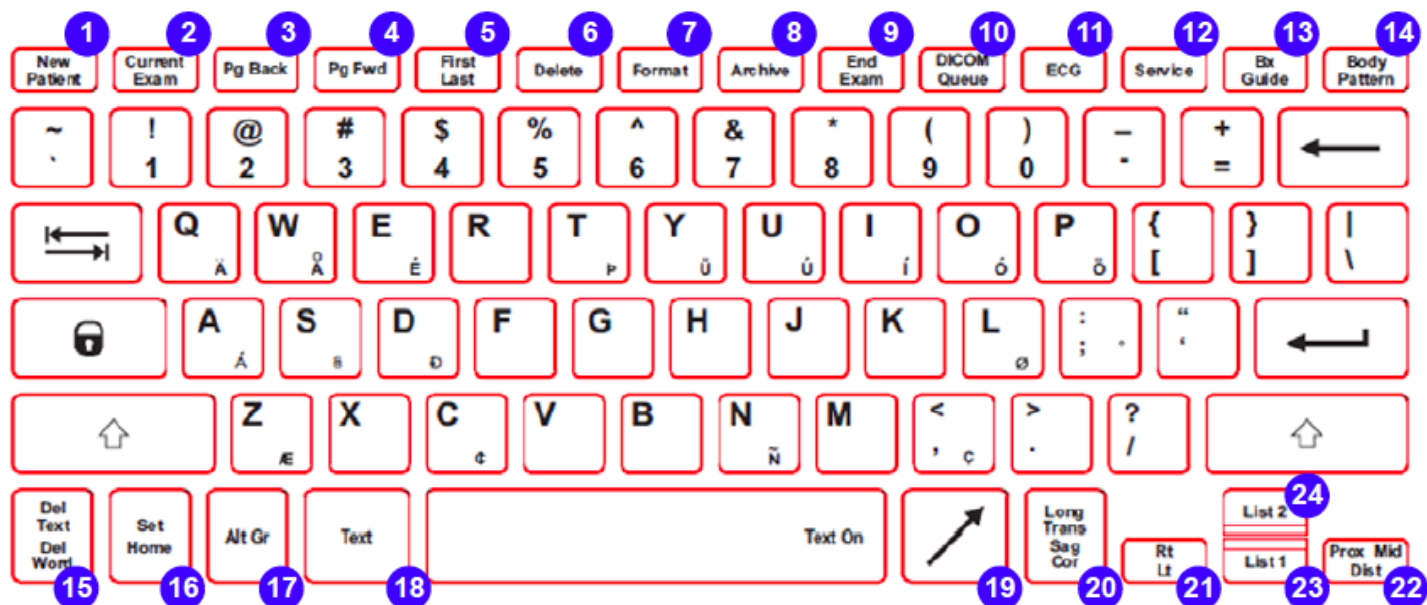 1 2 3 4 5 6 7 8 9 10 11 12 13 14
New Patient Current Exam Pg Back Pg Fwd First Last Delete Format Archive End Exam DICOM Queue ECG Service Bx Guide Body Pattern
~ ! @ # $ % ^ & * ( ) – +
` 1 2 3 4 5 6 7 8 9 0 - =
Q W E R T Y U I O P { } |
Ä Å É Þ Ü Ú Í Ó Ö [ ] \
A S D F G H J K L : “
Á Ð Ø ; ° ‘
Z X C V B N M < > ?
Æ ¢ Ñ , Ç . /
Del Text Del Word Set Home Alt Gr Text Text On Long Trans Sag Cor Rt Lt List 2 List 1 Prox Mid Dist
24
15 16 17 18 19 20 21 23 22